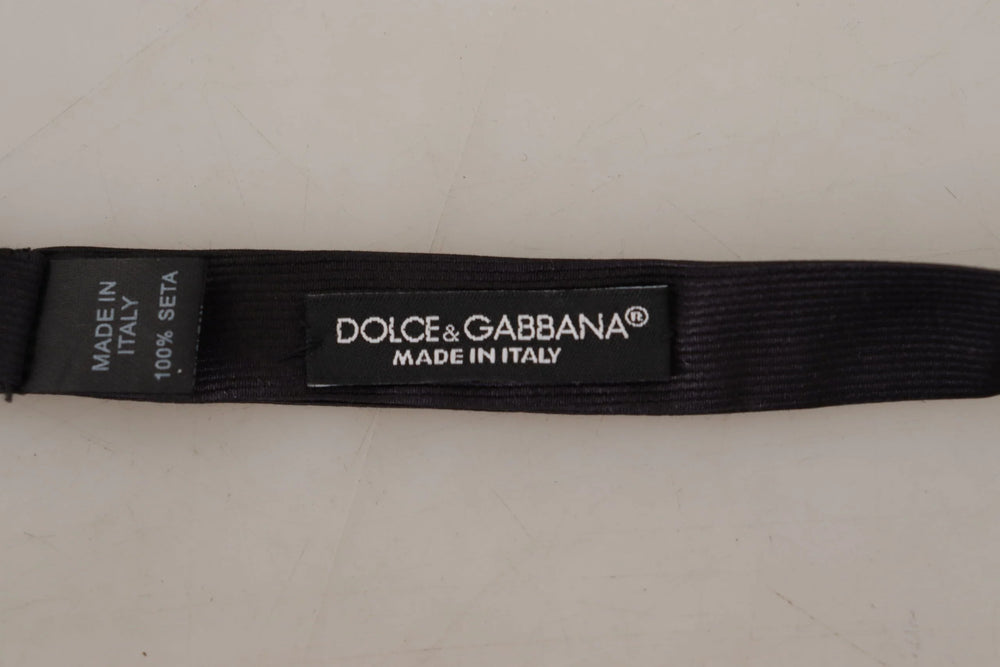 MADE IN
ITALY
100% SETA
DOLCE & GABBANA®
MADE IN ITALY